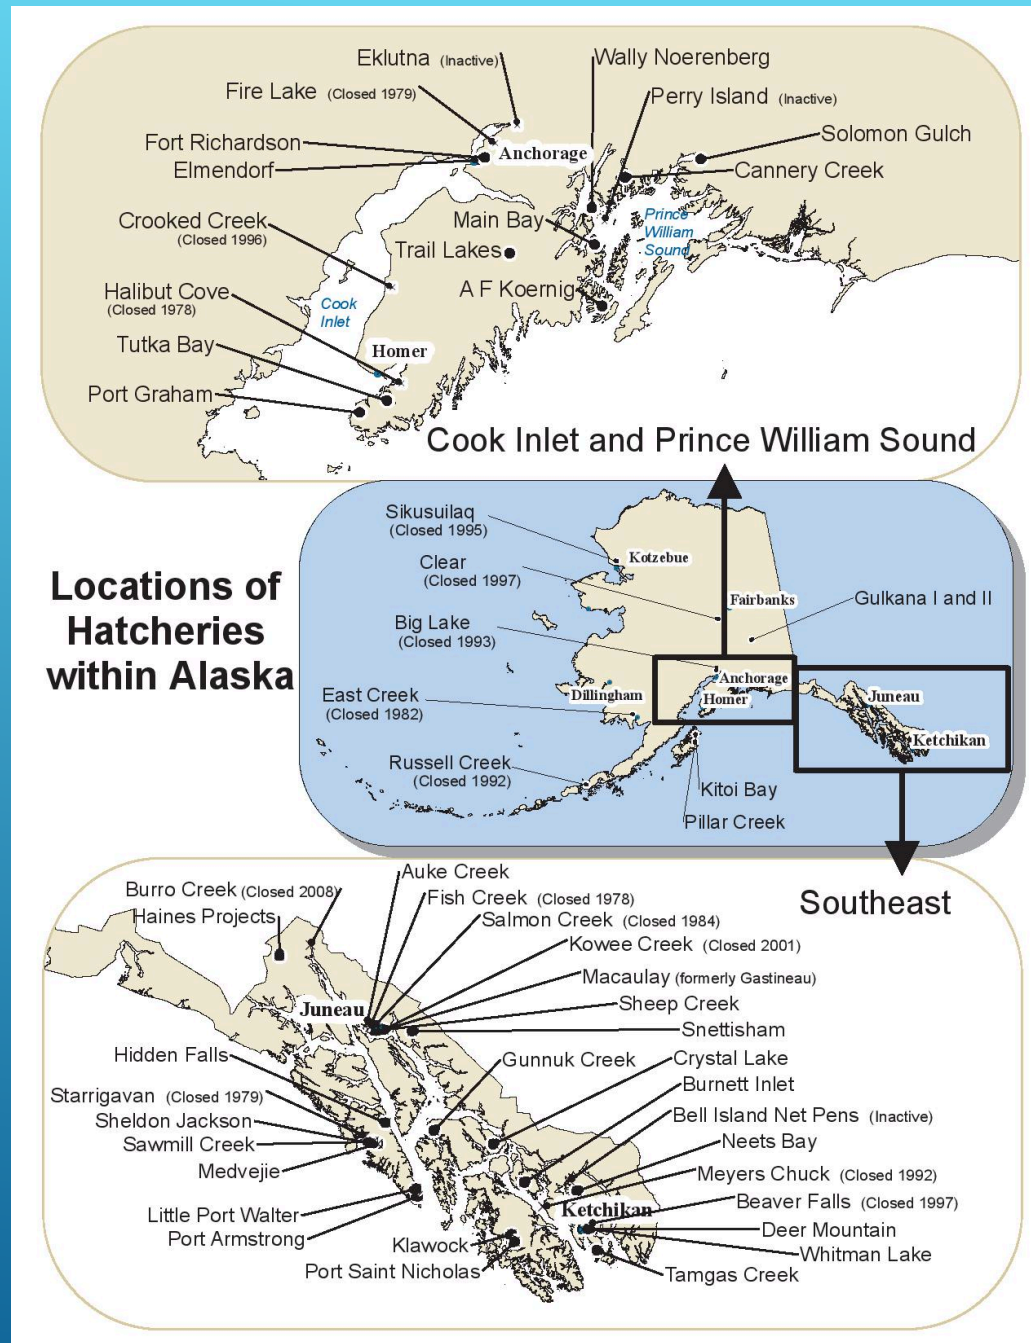 Eklutna (Inactive)
Fire Lake (Closed 1979)
Fort Richardson
Elmendorf
Anchorage
Wally Noerenberg
Perry Island (Inactive)
Solomon Gulch
Cannery Creek
Crooked Creek
(Closed 1996)
Main Bay
Trail Lakes
Prince
William
Sound
A F Koernig
Halibut Cove
(Closed 1978)
Cook
Inlet
Tutka Bay
Homer
Port Graham
Cook Inlet and Prince William Sound
Locations of
Hatcheries
within Alaska
Sikusuilaq
(Closed 1995)
Kotzebue
Clear
(Closed 1997)
Fairbanks
Gulkana I and II
Big Lake
(Closed 1993)
Anchorage
Dillingham
Homer
Juneau
Ketchikan
East Creek
(Closed 1982)
Russell Creek
(Closed 1992)
Kitoi Bay
Pillar Creek
Southeast
Burro Creek (Closed 2008)
Haines Projects
Auke Creek
Fish Creek (Closed 1978)
Salmon Creek (Closed 1984)
Kowee Creek (Closed 2001)
Macaulay (formerly Gastineau)
Sheep Creek
Snettisham
Juneau
Hidden Falls
Gunnuk Creek
Crystal Lake
Burnett Inlet
Starrigavan (Closed 1979)
Sheldon Jackson
Sawmill Creek
Medvejie
Bell Island Net Pens (Inactive)
Neets Bay
Meyers Chuck (Closed 1992)
Ketchikan
Beaver Falls (Closed 1997)
Deer Mountain
Whitman Lake
Tamgas Creek
Little Port Walter
Port Armstrong
Klawock
Port Saint Nicholas